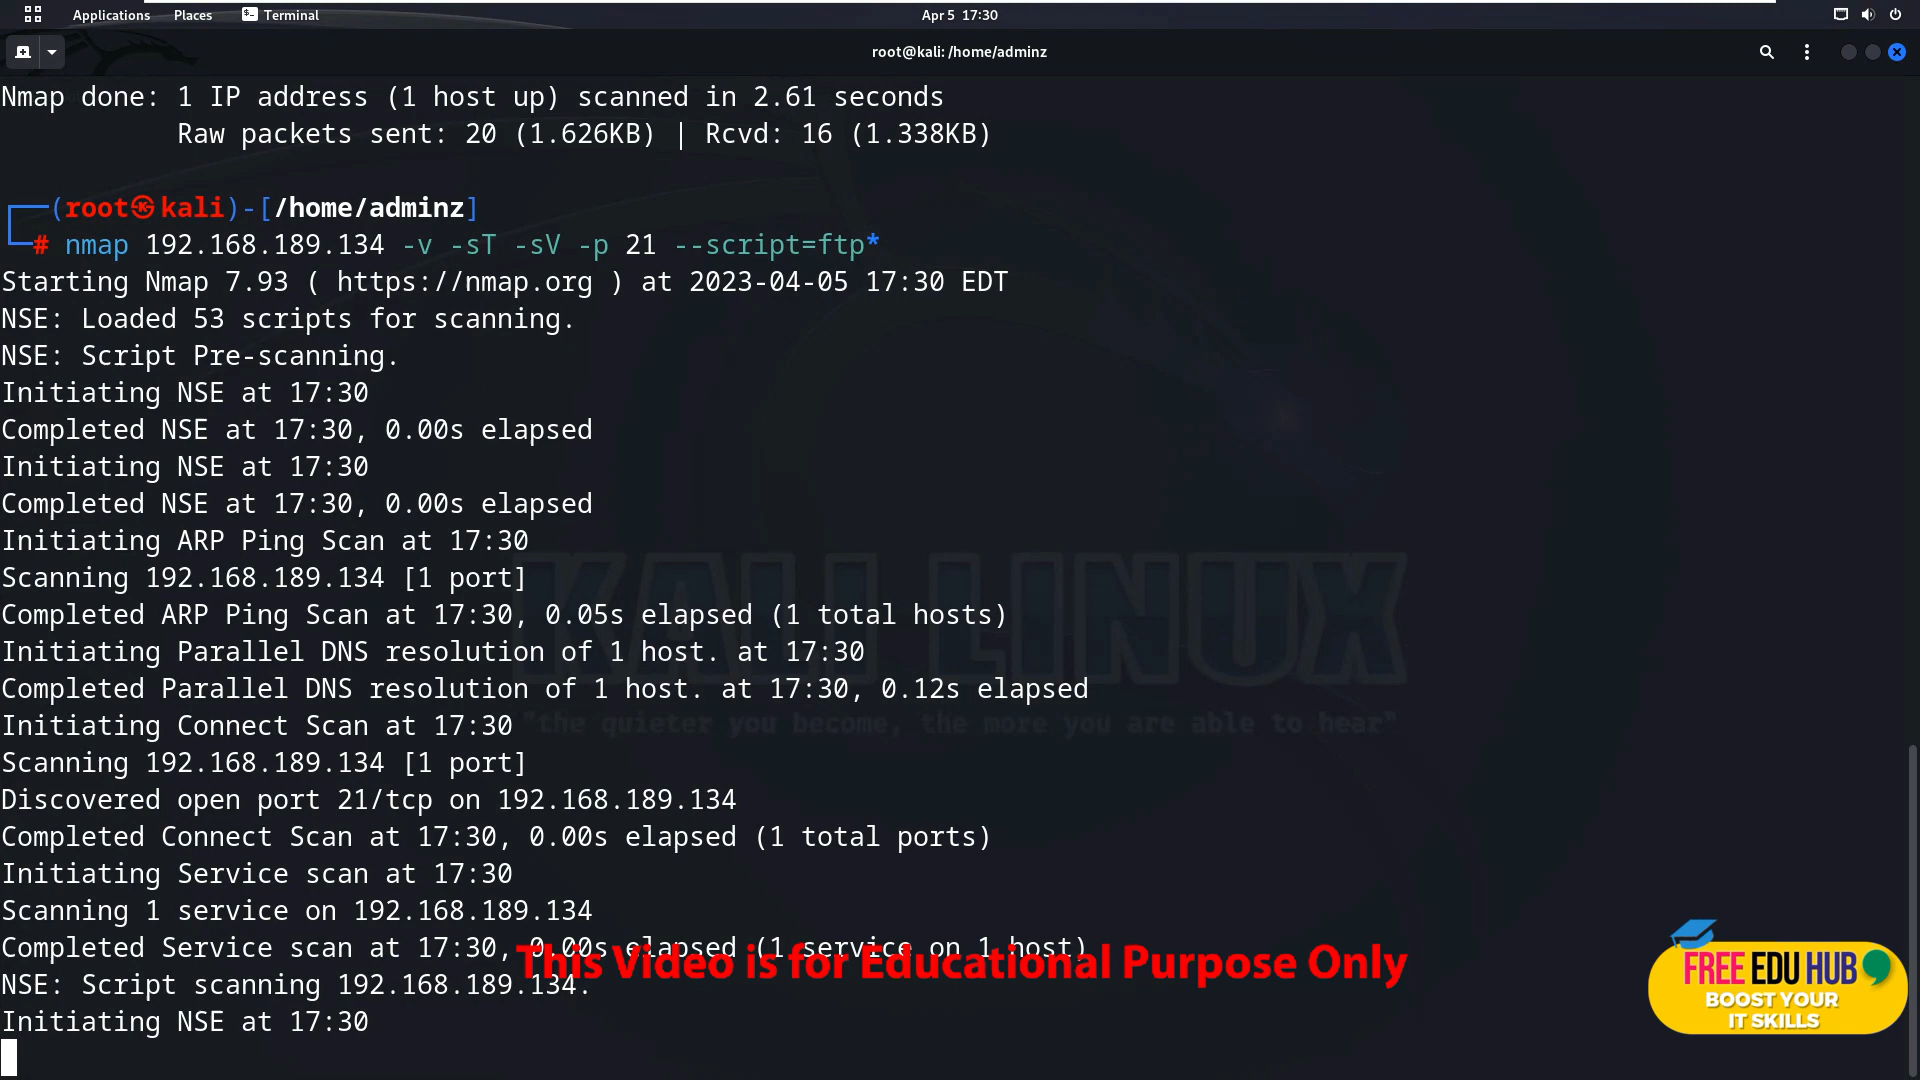 Applications Places Terminal Apr 5 17:30
root@kali: /home/adminz
Nmap done: 1 IP address (1 host up) scanned in 2.61 seconds
Raw packets sent: 20 (1.626KB) | Rcvd: 16 (1.338KB)
(root㉿kali)-[/home/adminz]
# nmap 192.168.189.134 -v -sT -sV -p 21 --script=ftp*
Starting Nmap 7.93 ( https://nmap.org ) at 2023-04-05 17:30 EDT
NSE: Loaded 53 scripts for scanning.
NSE: Script Pre-scanning.
Initiating NSE at 17:30
Completed NSE at 17:30, 0.00s elapsed
Initiating NSE at 17:30
Completed NSE at 17:30, 0.00s elapsed
Initiating ARP Ping Scan at 17:30
Scanning 192.168.189.134 [1 port]
Completed ARP Ping Scan at 17:30, 0.05s elapsed (1 total hosts)
Initiating Parallel DNS resolution of 1 host. at 17:30
Completed Parallel DNS resolution of 1 host. at 17:30, 0.12s elapsed
Initiating Connect Scan at 17:30
Scanning 192.168.189.134 [1 port]
Discovered open port 21/tcp on 192.168.189.134
Completed Connect Scan at 17:30, 0.00s elapsed (1 total ports)
Initiating Service scan at 17:30
Scanning 1 service on 192.168.189.134
Completed Service scan at 17:30, 0.00s elapsed (1 service on 1 host)
NSE: Script scanning 192.168.189.134.
Initiating NSE at 17:30
KALI LINUX
"the quieter you become, the more you are able to hear"
This Video is for Educational Purpose Only
FREE EDU HUB
BOOST YOUR
IT SKILLS